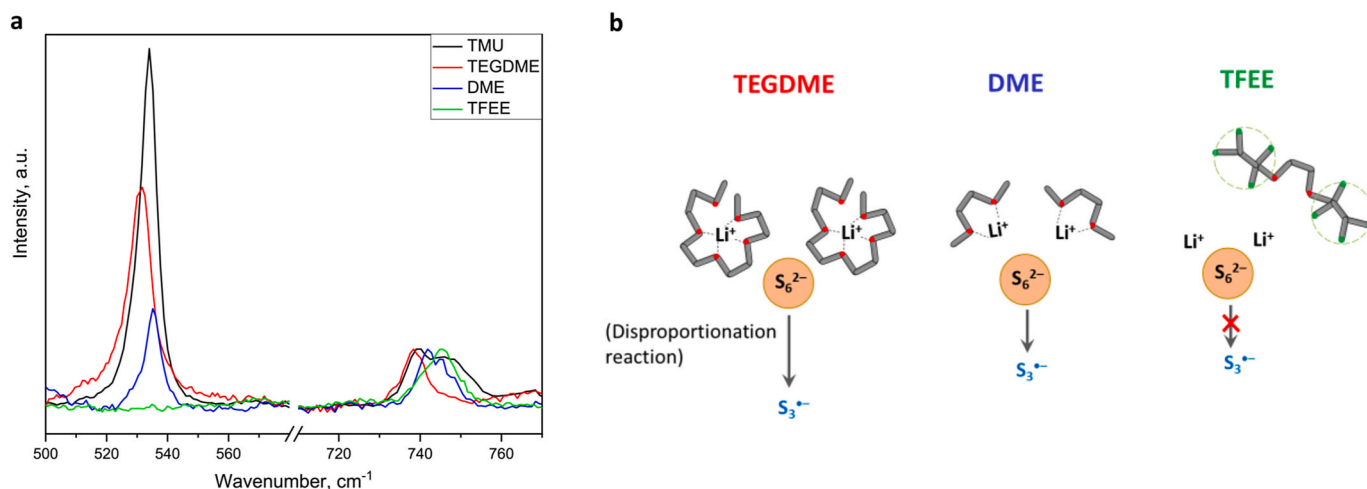 a
TMU
TEGDME
DME
TFEE
Intensity, a.u.
500 520 540 560 720 740 760
Wavenumber, cm⁻¹
b
TEGDME DME TFEE
Li⁺ Li⁺ Li⁺ Li⁺ Li⁺ Li⁺
S₆²⁻ S₆²⁻ S₆²⁻
(Disproportionation
reaction)
S₃•⁻ S₃•⁻ S₃•⁻